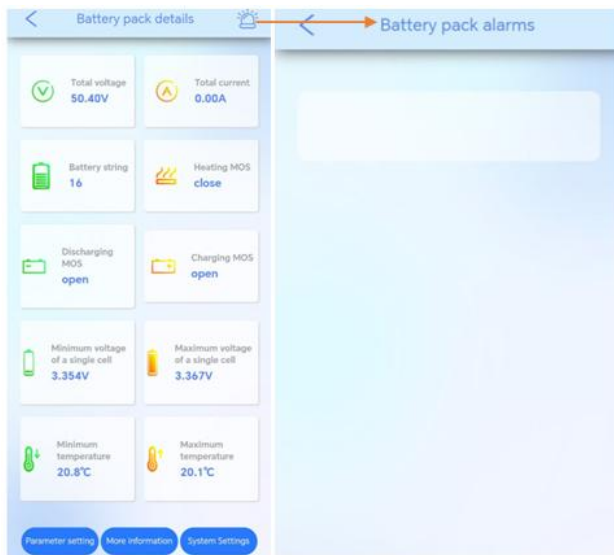 Battery pack details
Battery pack alarms
Total voltage
50.40V
Total current
0.00A
Battery string
16
Heating MOS
close
Discharging
MOS
open
Charging MOS
open
Minimum voltage
of a single cell
3.354V
Maximum voltage
of a single cell
3.367V
Minimum
temperature
20.8℃
Maximum
temperature
20.1℃
Parameter setting
More information
System Settings